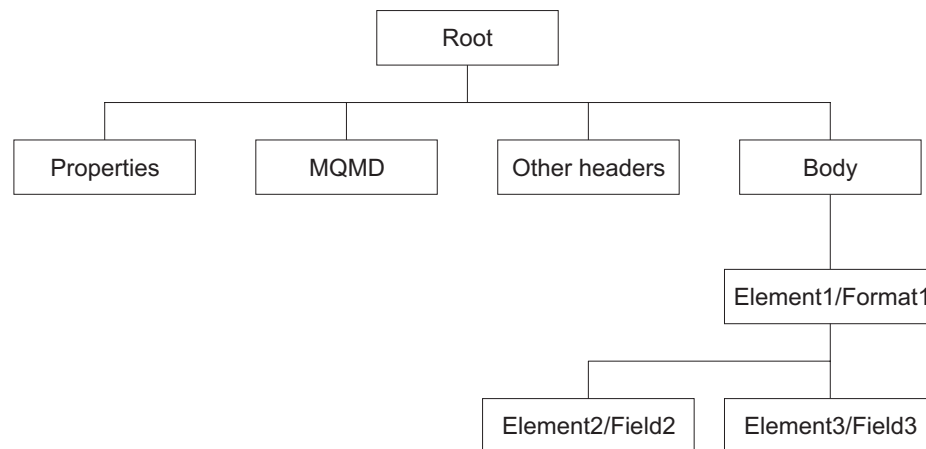 Root
Properties
MQMD
Other headers
Body
Element1/Format1
Element2/Field2
Element3/Field3